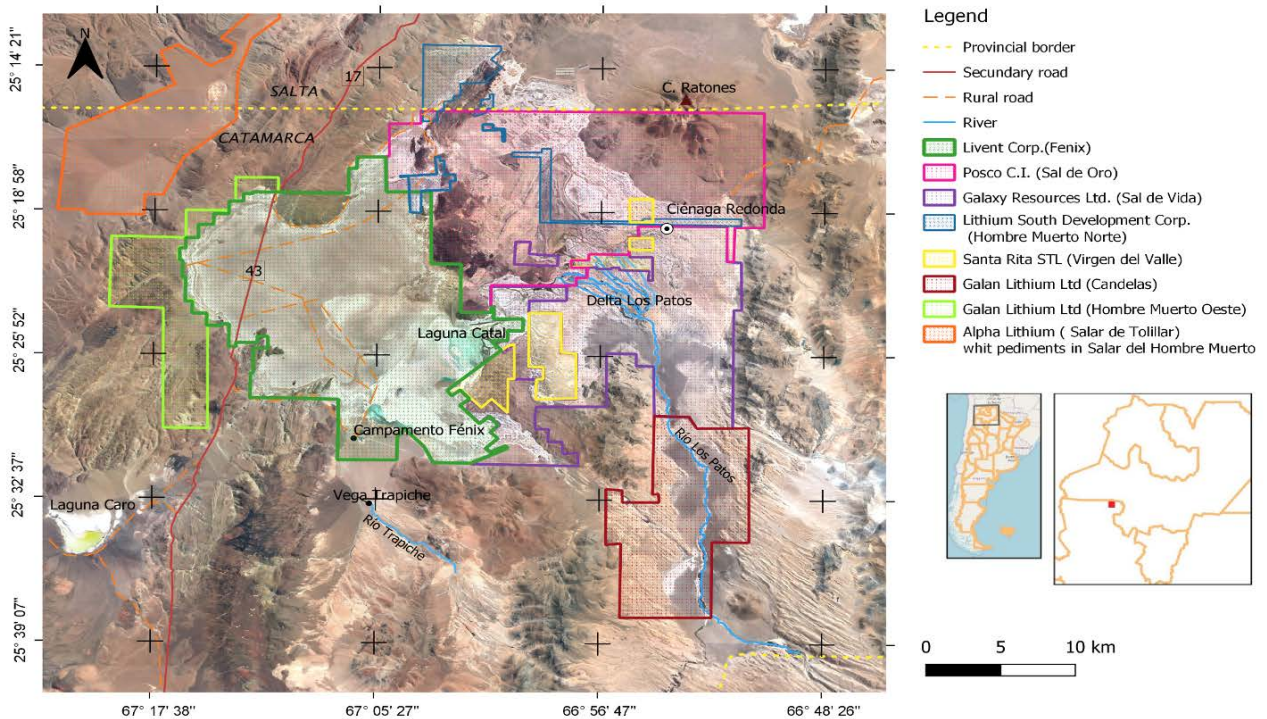 N
25° 14' 21"
25° 18' 58"
25° 25' 52"
25° 32' 37"
25° 39' 07"
67° 17' 38"
67° 05' 27"
66° 56' 47"
66° 48' 26"
17
SALTA
CATAMARCA
C. Ratones
Ciénaga Redonda
43
Delta Los Patos
Laguna Catal
Campamento Fénix
Río Los Patos
Vega Trapiche
Laguna Caro
Río Trapiche
Legend
Provincial border
Secundary road
Rural road
River
Livent Corp.(Fenix)
Posco C.I. (Sal de Oro)
Galaxy Resources Ltd. (Sal de Vida)
Lithium South Development Corp.
(Hombre Muerto Norte)
Santa Rita STL (Virgen del Valle)
Galan Lithium Ltd (Candelas)
Galan Lithium Ltd (Hombre Muerto Oeste)
Alpha Lithium ( Salar de Tolillar)
whit pediments in Salar del Hombre Muerto
0 5 10 km